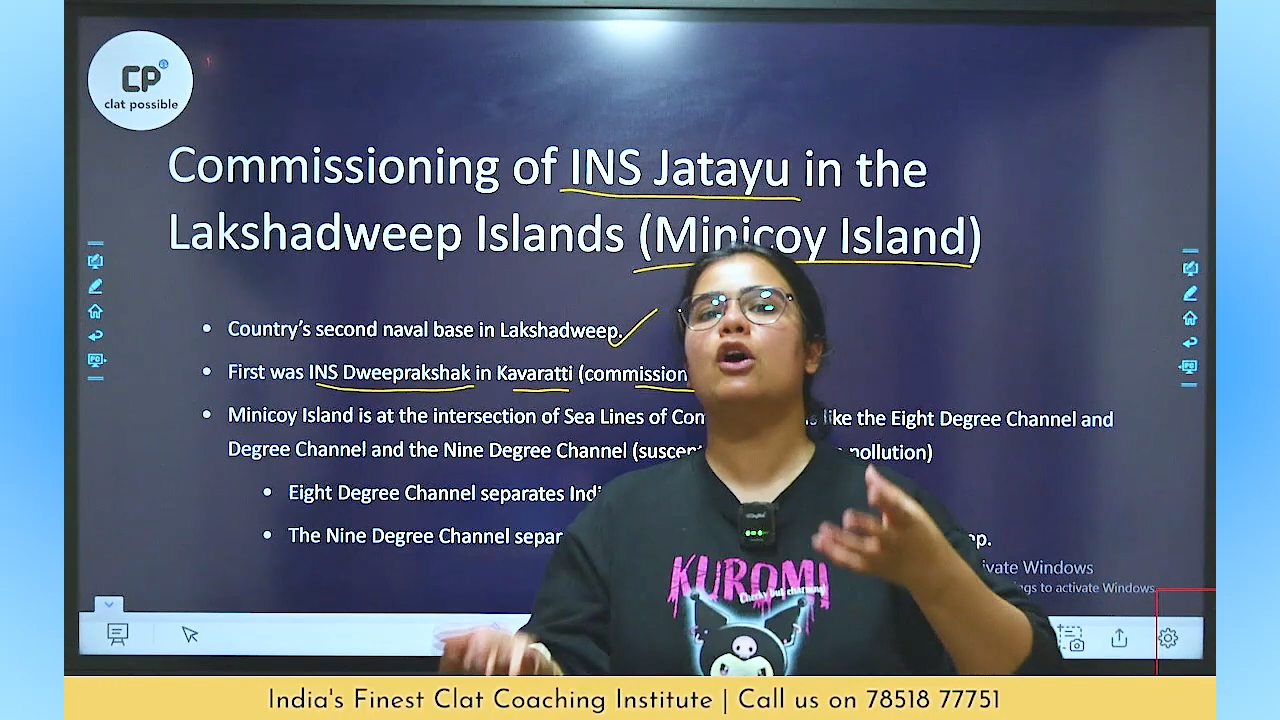 CP
clat possible
Commissioning of INS Jatayu in the
Lakshadweep Islands (Minicoy Island)
• Country's second naval base in Lakshadweep.
• First was INS Dweeprakshak in Kavaratti (commission
• Minicoy Island is at the intersection of Sea Lines of Com s like the Eight Degree Channel and
Degree Channel and the Nine Degree Channel (suscep pollution)
• Eight Degree Channel separates Indi
• The Nine Degree Channel separ ep.
ivate Windows
ngs to activate Windows.
KUROMI
Cheeky but charming
India's Finest Clat Coaching Institute | Call us on 78518 77751